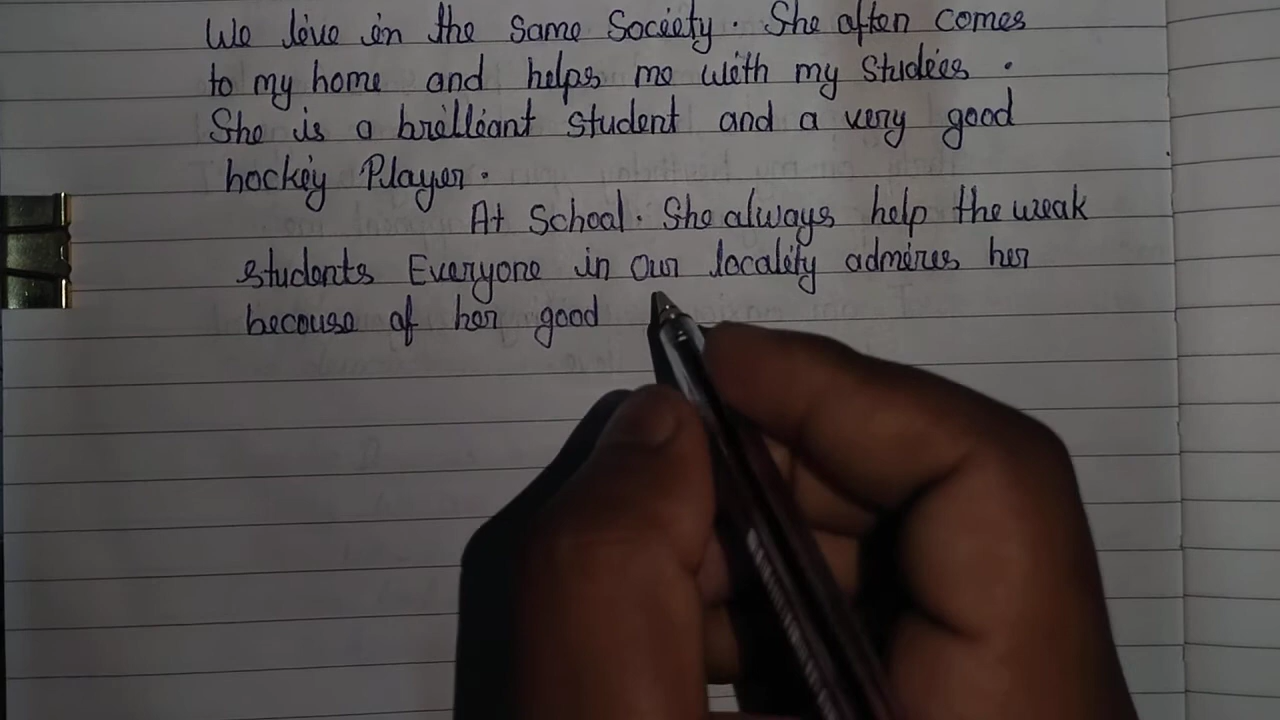 We live in the same Society. She often comes
to my home and helps me with my studies.
She is a brilliant student and a very good
hockey Player.
At School. She always help the weak
students Everyone in our locality admires her
because of her good